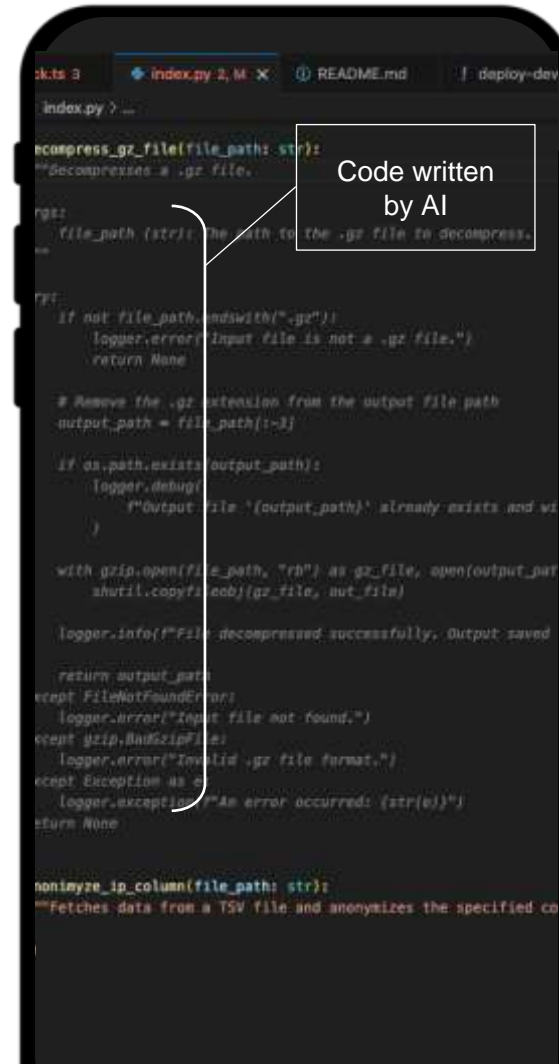 ck.ts 3 index.py 2, M × README.md ! deploy-dev
index.py > ...
ecompress_gz_file(file_path: str):
""Decompresses a .gz file.
Code written
by AI
rgs:
file_path (str): The path to the .gz file to decompress.
""
ry:
if not file_path.endswith(".gz"):
logger.error("Input file is not a .gz file.")
return None
# Remove the .gz extension from the output file path
output_path = file_path[:-3]
if os.path.exists(output_path):
logger.debug(
f"Output file '{output_path}' already exists and wi
)
with gzip.open(file_path, "rb") as gz_file, open(output_pat
shutil.copyfileobj(gz_file, out_file)
logger.info(f"File decompressed successfully. Output saved
return output_path
xcept FileNotFoundError:
logger.error("Input file not found.")
xcept gzip.BadGzipFile:
logger.error("Invalid .gz file format.")
xcept Exception as e:
logger.exception(f"An error occurred: {str(e)}")
eturn None
nonimyze_ip_column(file_path: str):
""Fetches data from a TSV file and anonymizes the specified co